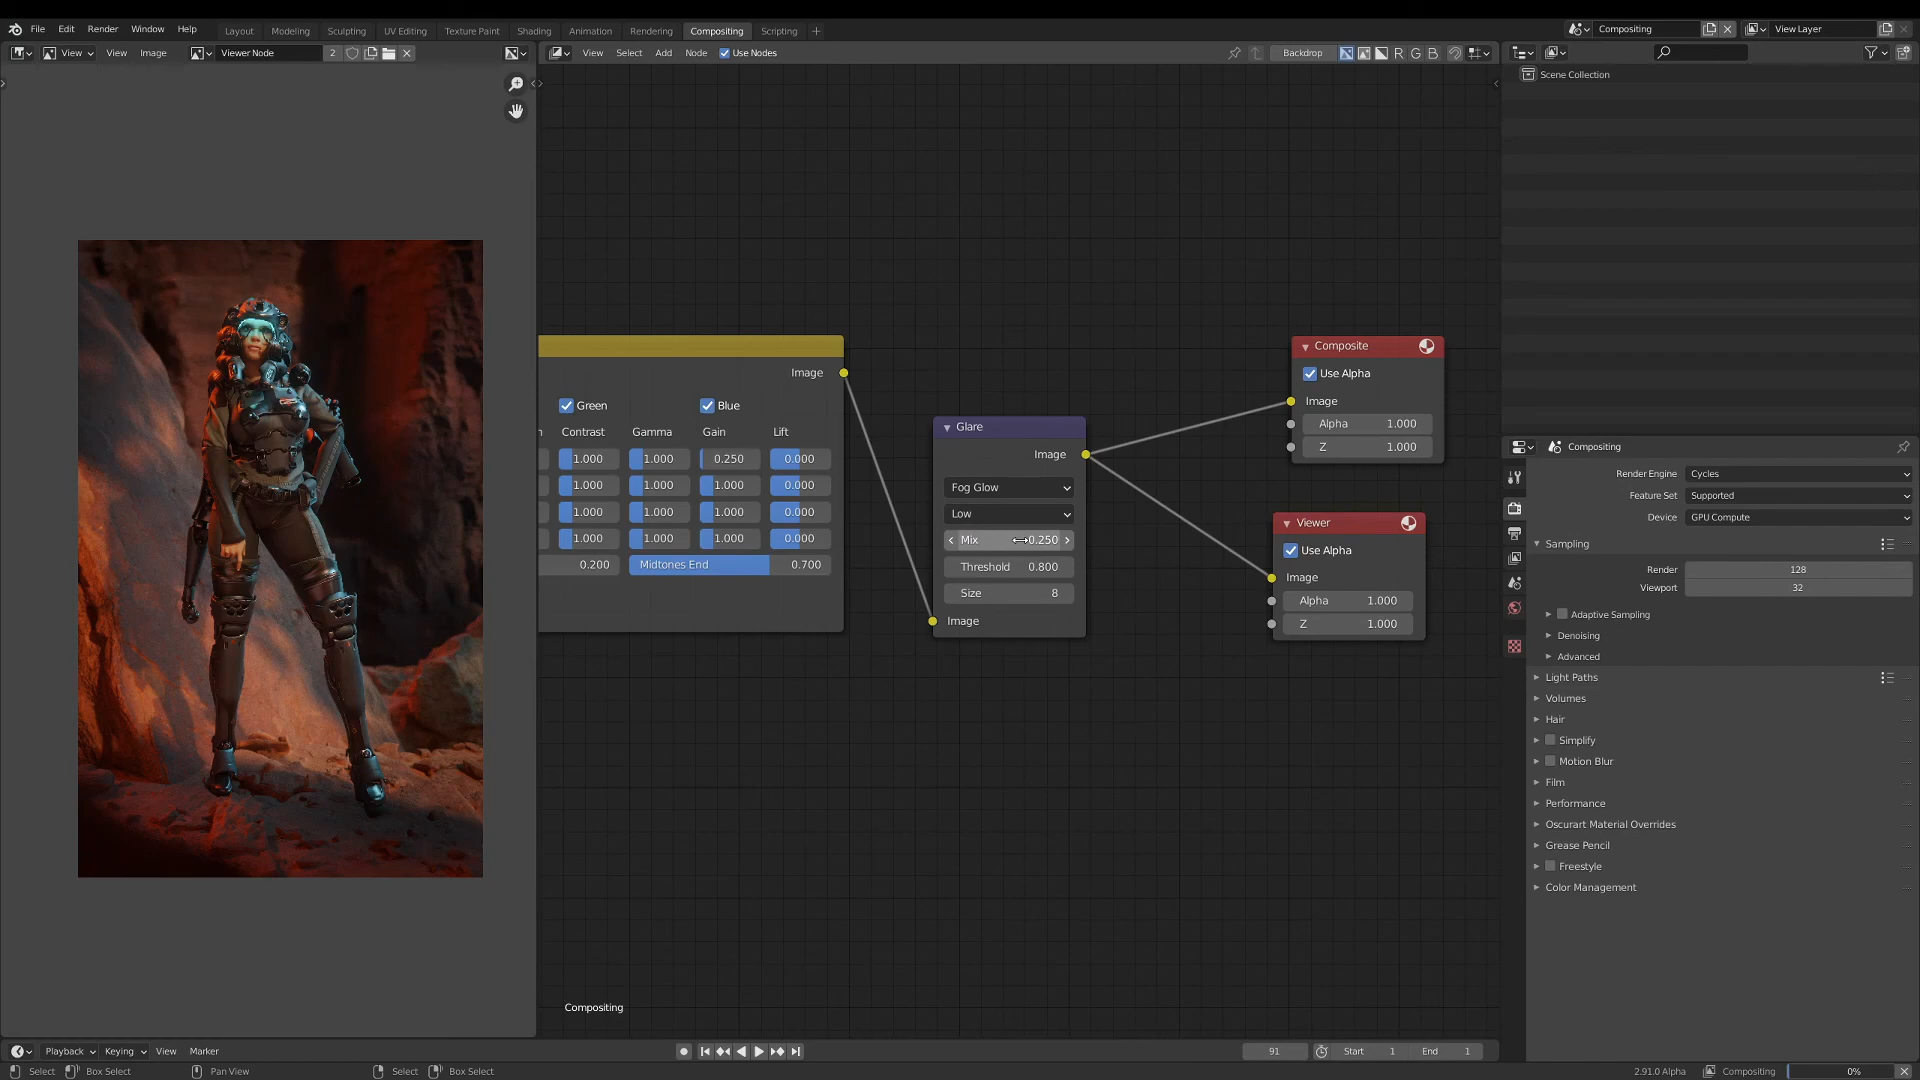 File Edit Render Window Help
Layout Modeling Sculpting UV Editing Texture Paint Shading Animation Rendering Compositing Scripting +
Compositing
View Layer
View View Image
Viewer Node 2
View Select Add Node Use Nodes
Backdrop R G B
Scene Collection
Image
Green Blue
Contrast Gamma Gain Lift
1.000 1.000 0.250 0.000
1.000 1.000 1.000 0.000
1.000 1.000 1.000 0.000
1.000 1.000 1.000 0.000
0.200 Midtones End 0.700
Glare
Image
Fog Glow
Low
Mix 0.250
Threshold 0.800
Size 8
Image
Composite
Use Alpha
Image
Alpha 1.000
Z 1.000
Viewer
Use Alpha
Image
Alpha 1.000
Z 1.000
Compositing
Compositing
Render Engine Cycles
Feature Set Supported
Device GPU Compute
Sampling
Render 128
Viewport 32
Adaptive Sampling
Denoising
Advanced
Light Paths
Volumes
Hair
Simplify
Motion Blur
Film
Performance
Oscurart Material Overrides
Grease Pencil
Freestyle
Color Management
Playback Keying View Marker
91 Start 1 End 1
Select Box Select Pan View Select Box Select
2.91.0 Alpha Compositing 0%